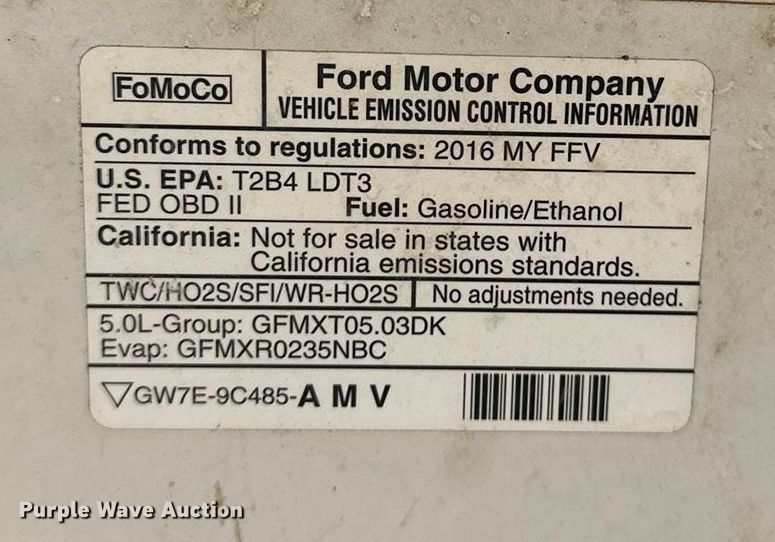 FoMoCo
Ford Motor Company
VEHICLE EMISSION CONTROL INFORMATION
Conforms to regulations: 2016 MY FFV
U.S. EPA: T2B4 LDT3
FED OBD II Fuel: Gasoline/Ethanol
California: Not for sale in states with
California emissions standards.
TWC/HO2S/SFI/WR-HO2S No adjustments needed.
5.0L-Group: GFMXT05.03DK
Evap: GFMXR0235NBC
▽GW7E-9C485-A M V
Purple Wave Auction